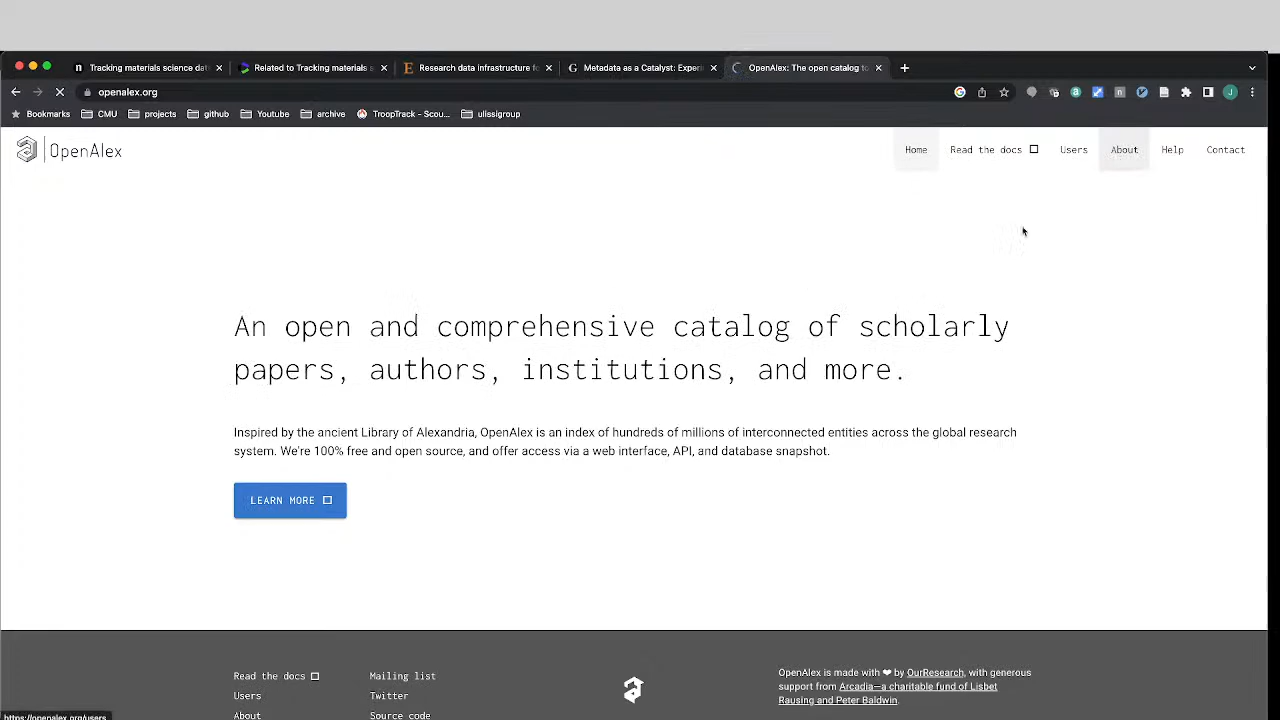 Tracking materials science dat
Related to Tracking materials s
Research data infrastructure fo
Metadata as a Catalyst: Experi
OpenAlex: The open catalog to
openalex.org
Bookmarks
CMU
projects
github
Youtube
archive
TroopTrack - Scou...
ulissigroup
OpenAlex
Home
Read the docs
Users
About
Help
Contact
An open and comprehensive catalog of scholarly
papers, authors, institutions, and more.
Inspired by the ancient Library of Alexandria, OpenAlex is an index of hundreds of millions of interconnected entities across the global research
system. We're 100% free and open source, and offer access via a web interface, API, and database snapshot.
LEARN MORE
Read the docs
Users
About
Mailing list
Twitter
Source code
OpenAlex is made with ❤ by OurResearch, with generous
support from Arcadia—a charitable fund of Lisbet
Rausing and Peter Baldwin.
https://openalex.org/users